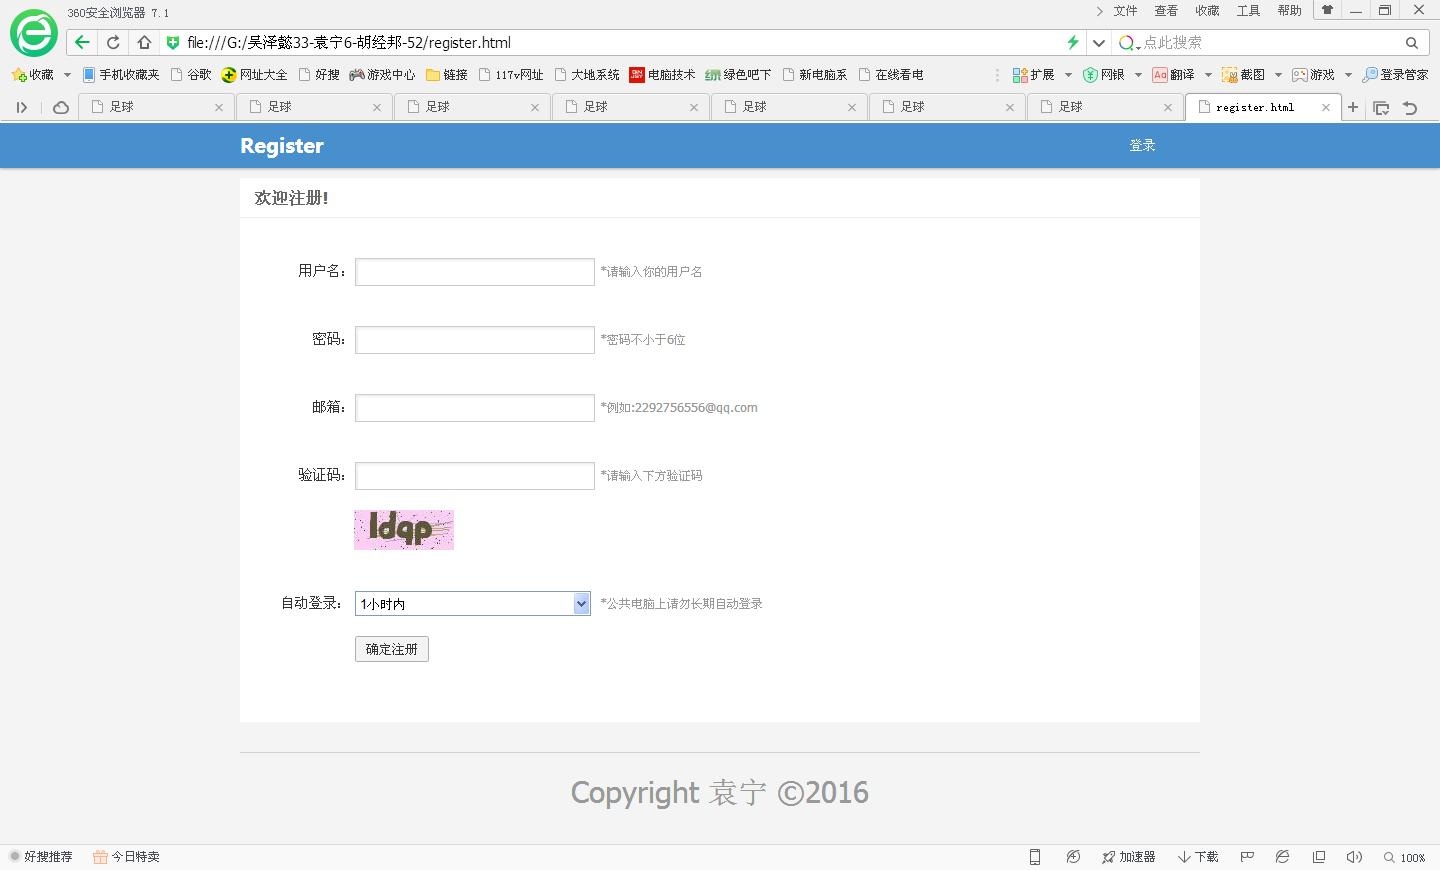 360安全浏览器 7.1
文件 查看 收藏 工具 帮助
file:///G:/吴泽懿33-袁宁6-胡经邦-52/register.html
点此搜索
收藏 手机收藏夹 谷歌 网址大全 好搜 游戏中心 链接 117v网址 大地系统 电脑技术 绿色吧下 新电脑系 在线看电 扩展 网银 Aa 翻译 截图 游戏 登录管家
足球 足球 足球 足球 足球 足球 足球 register.html
Register 登录
欢迎注册!
用户名: *请输入你的用户名
密码: *密码不小于6位
邮箱: *例如:2292756556@qq.com
验证码: *请输入下方验证码
ldqp
自动登录: 1小时内 *公共电脑上请勿长期自动登录
确定注册
Copyright 袁宁 ©2016
好搜推荐 今日特卖 加速器 下载 100%